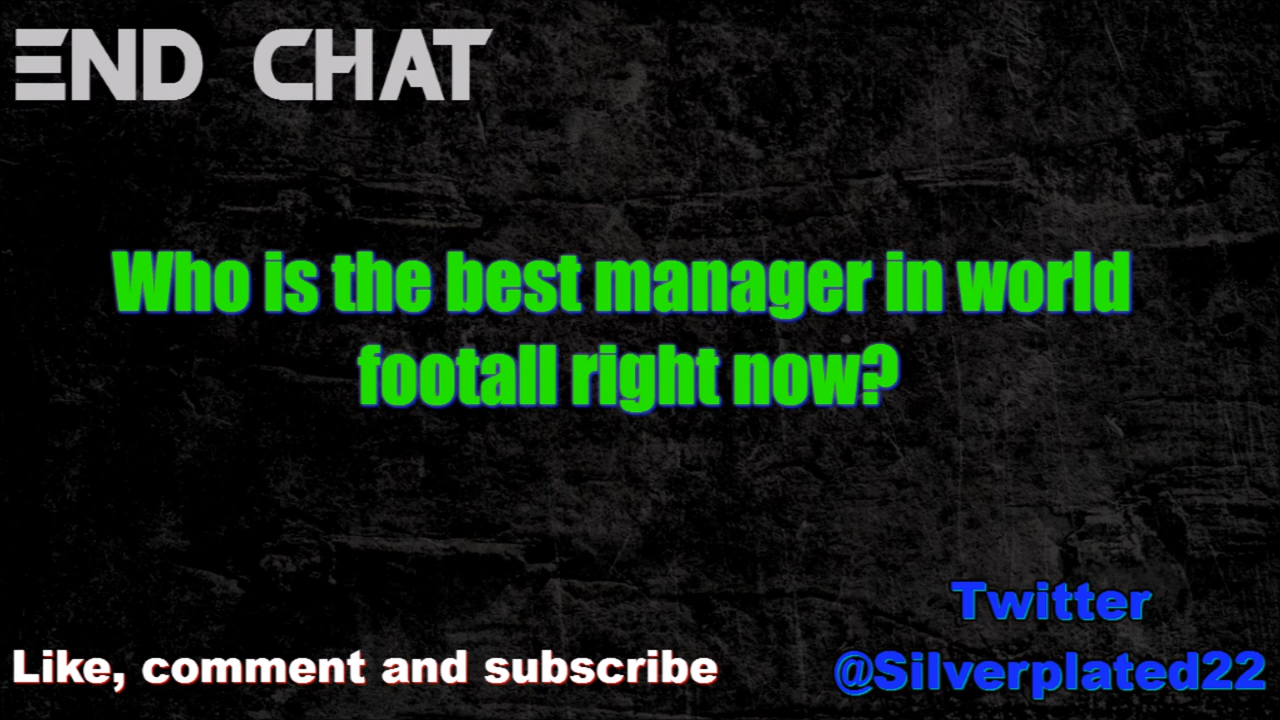 END CHAT
Who is the best manager in world
footall right now?
Twitter
Like, comment and subscribe
@Silverplated22